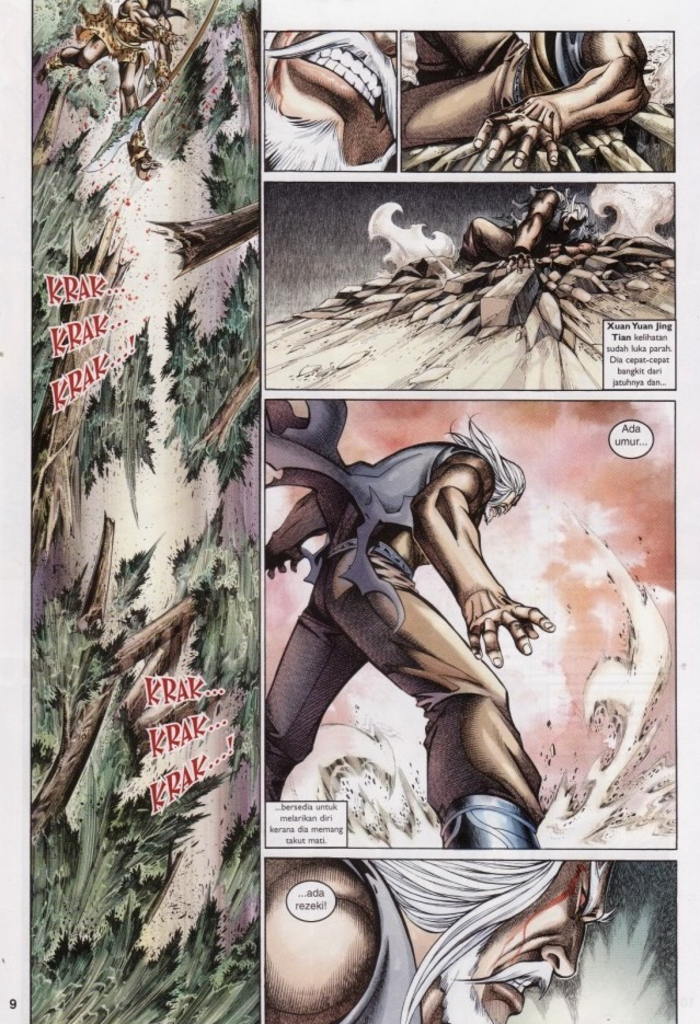 KRAK...
KRAK...
KRAK...!
KRAK...
KRAK...
KRAK...!
Xuan Yuan Jing
Tian kelihatan
sudah luka parah.
Dia cepat-cepat
bangkit dari
jatuhnya dan...
Ada
umur...
...bersedia untuk
melarikan diri
kerana dia memang
takut mati.
...ada
rezeki!
9